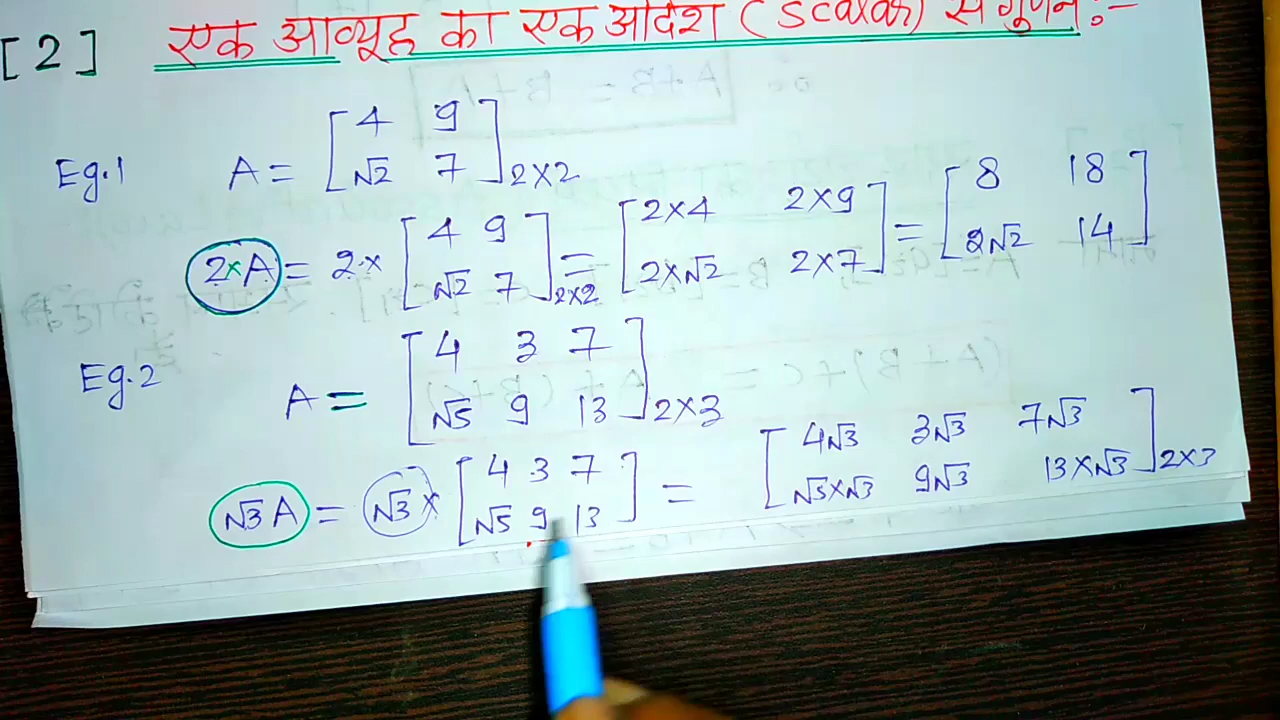 [2] एक आव्यूह का एक अदिश (scalar) से गुणन :-
Eg.1 A = [4 9 √2 7] 2×2
2×A = 2× [4 9 √2 7] 2×2 = [2×4 2×9 2×√2 2×7] = [8 18 2√2 14]
Eg.2 A = [4 3 7 √5 9 13] 2×3
√3 A = √3 × [4 3 7 √5 9 13] = [4√3 3√3 7√3 √5×√3 9√3 13×√3] 2×3